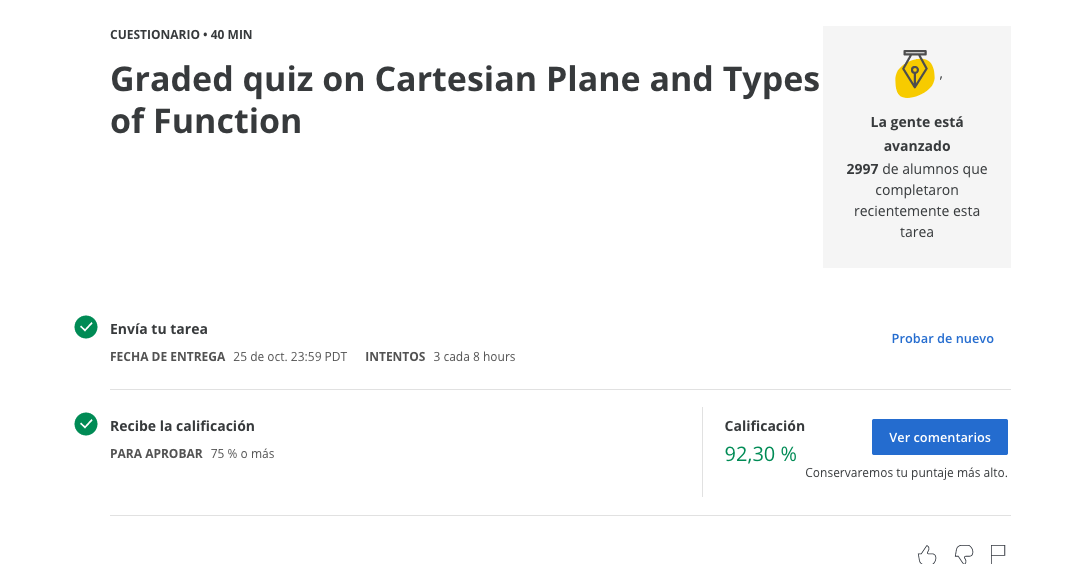 CUESTIONARIO • 40 MIN
Graded quiz on Cartesian Plane and Types
of Function
,
La gente está
avanzado
2997 de alumnos que
completaron
recientemente esta
tarea
Envía tu tarea
FECHA DE ENTREGA 25 de oct. 23:59 PDT INTENTOS 3 cada 8 hours
Probar de nuevo
Recibe la calificación
PARA APROBAR 75 % o más
Calificación
92,30 %
Ver comentarios
Conservaremos tu puntaje más alto.